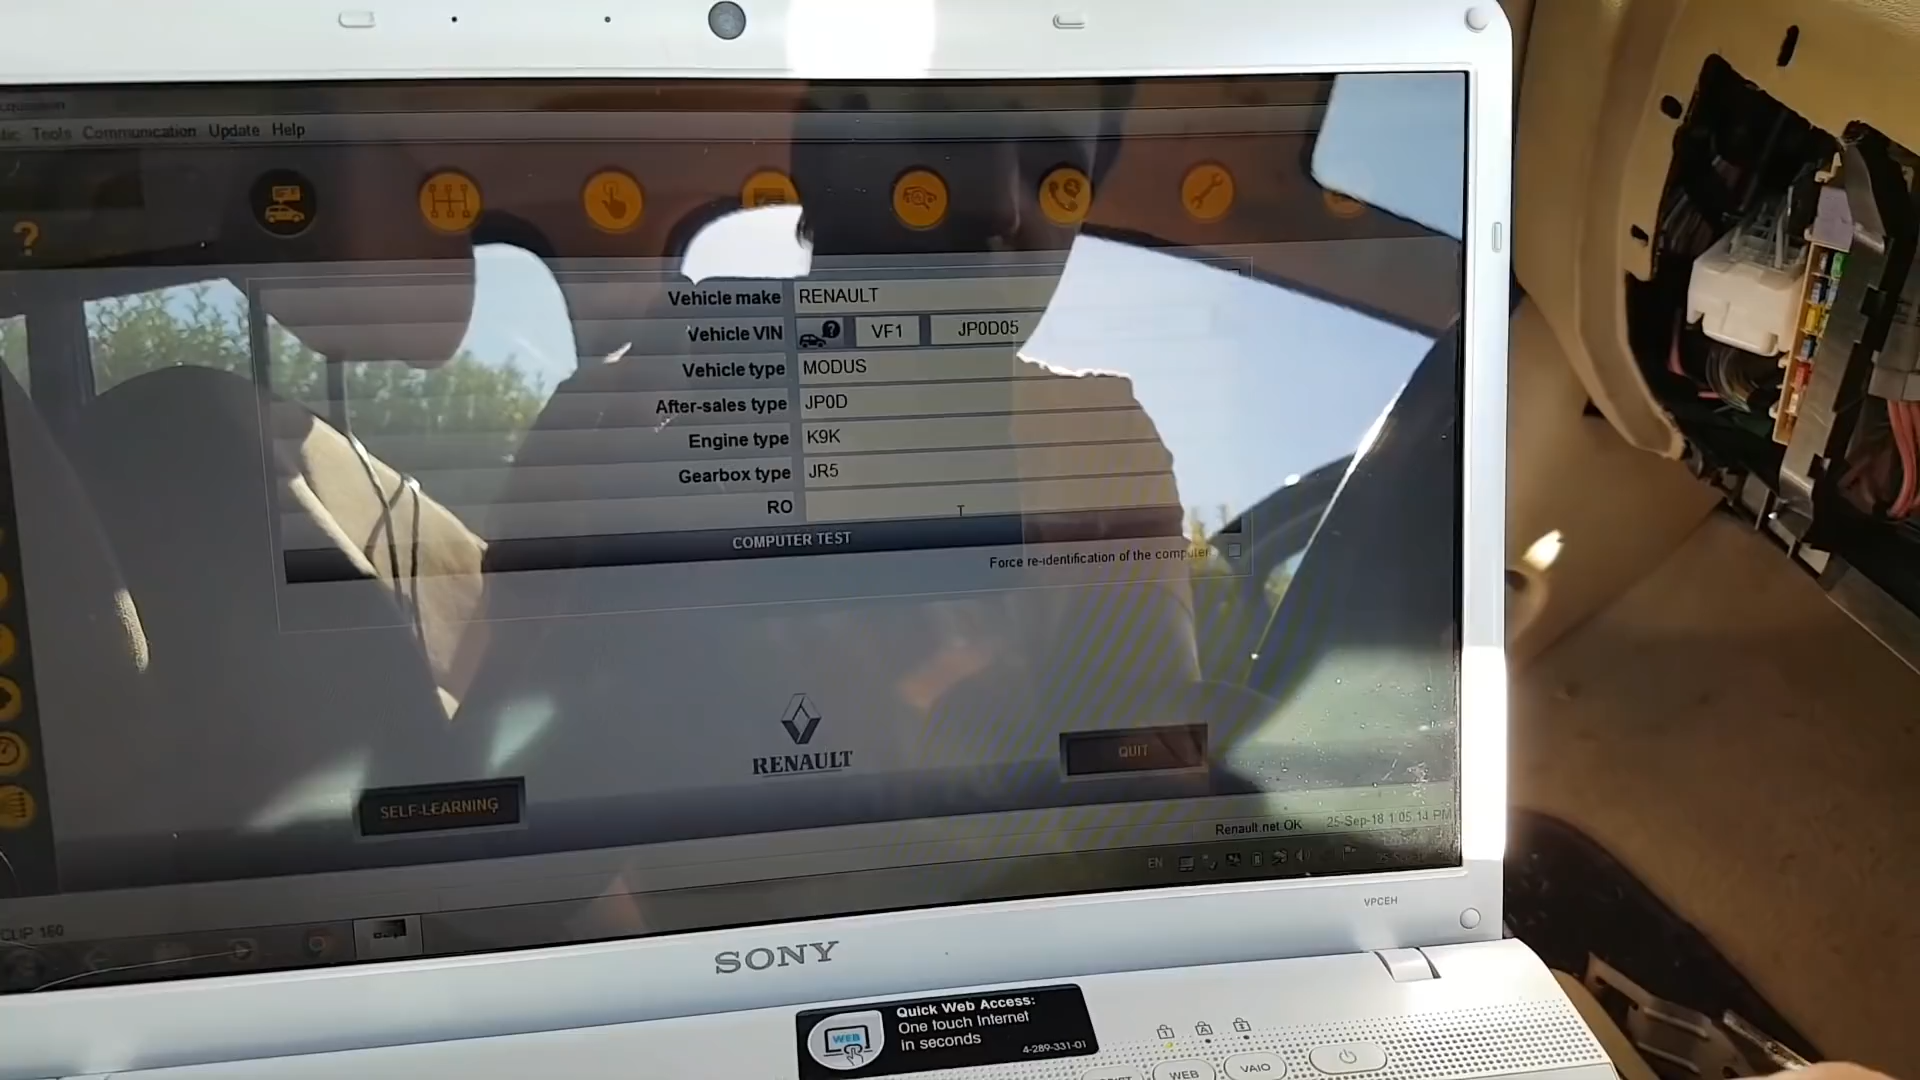 Tools Communication Update Help
?
Vehicle make RENAULT
Vehicle VIN ? VF1 JP0D05
Vehicle type MODUS
After-sales type JP0D
Engine type K9K
Gearbox type JR5
RO
COMPUTER TEST
Force re-identification of the computer
RENAULT
QUIT
SELF-LEARNING
Renault.net OK 25-Sep-18 1:05:14 PM
EN
CLIP 160
VPCEH
SONY
WEB
Quick Web Access:
One touch Internet
in seconds
4-289-331-01
WEB VAIO